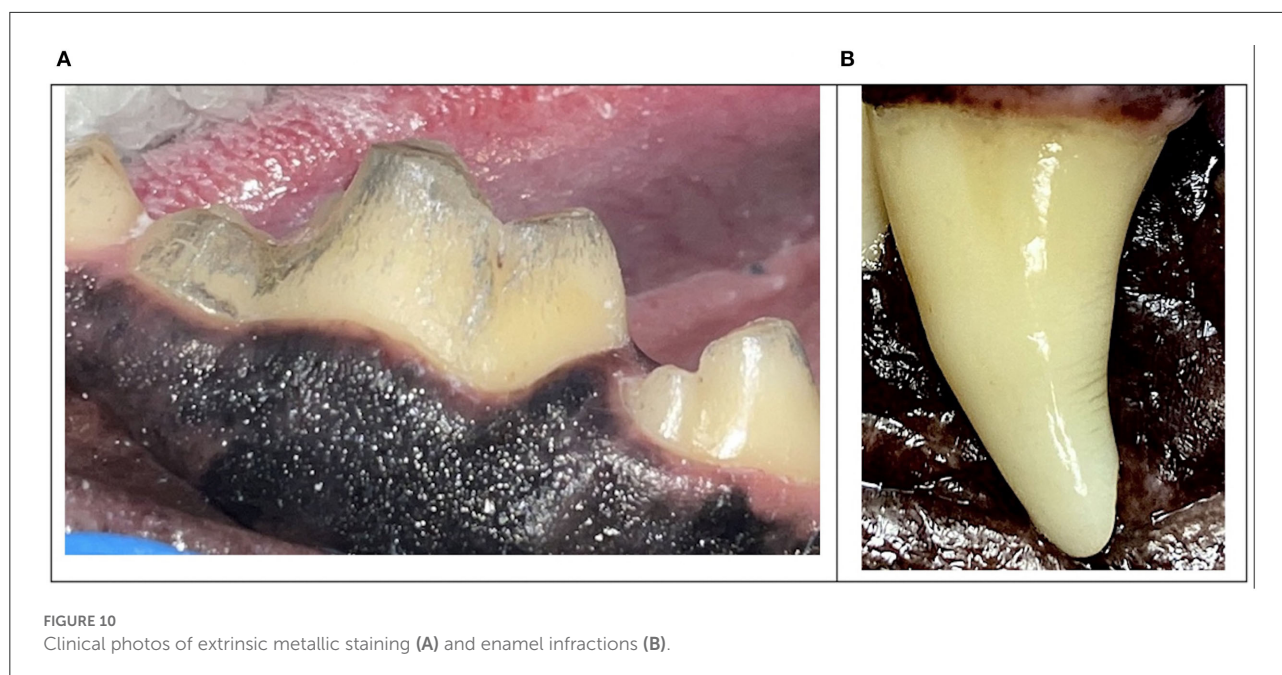 A
B
FIGURE 10
Clinical photos of extrinsic metallic staining (A) and enamel infractions (B).